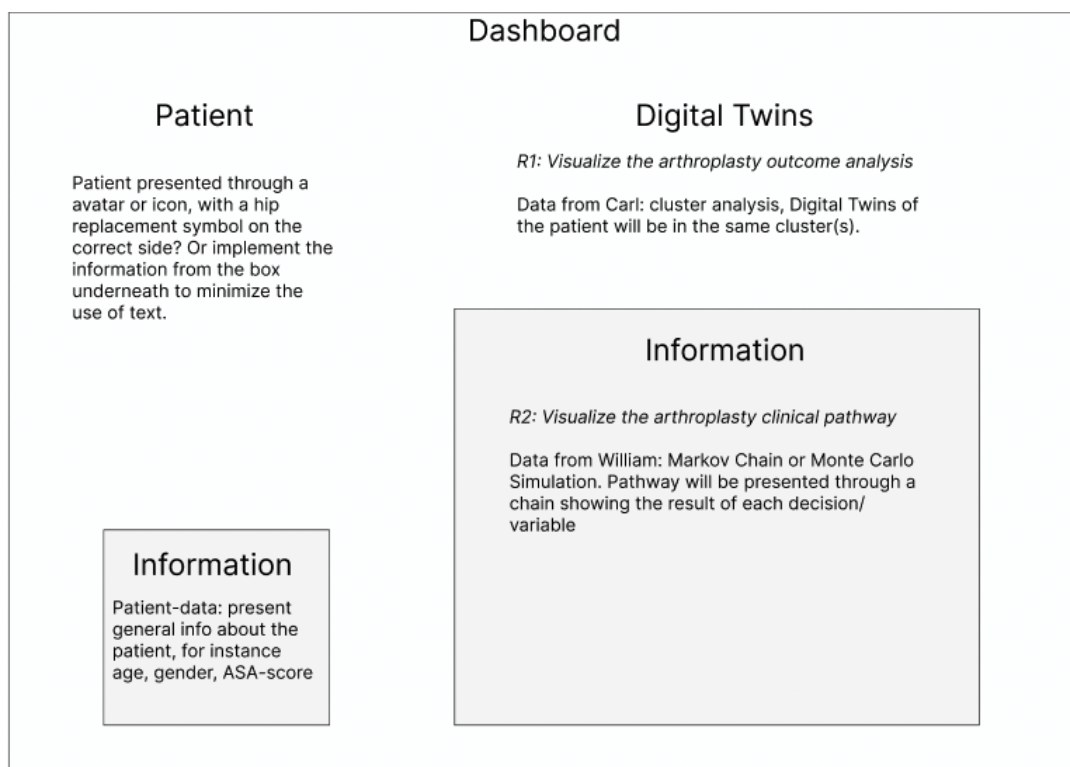 Dashboard
Patient
Patient presented through a
avatar or icon, with a hip
replacement symbol on the
correct side? Or implement the
information from the box
underneath to minimize the
use of text.
Information
Patient-data: present
general info about the
patient, for instance
age, gender, ASA-score
Digital Twins
R1: Visualize the arthroplasty outcome analysis
Data from Carl: cluster analysis, Digital Twins of
the patient will be in the same cluster(s).
Information
R2: Visualize the arthroplasty clinical pathway
Data from William: Markov Chain or Monte Carlo
Simulation. Pathway will be presented through a
chain showing the result of each decision/
variable